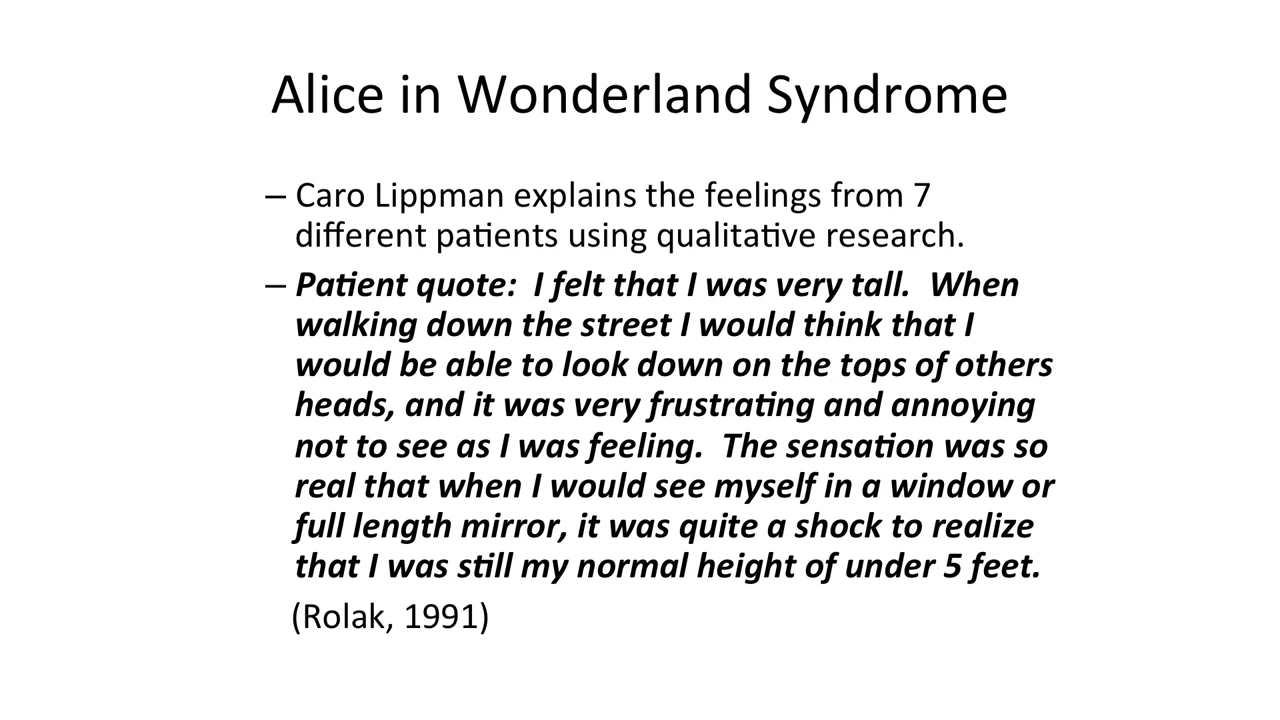 Alice in Wonderland Syndrome
– Caro Lippman explains the feelings from 7
different patients using qualitative research.
– Patient quote:  I felt that I was very tall.  When
walking down the street I would think that I
would be able to look down on the tops of others
heads, and it was very frustrating and annoying
not to see as I was feeling.  The sensation was so
real that when I would see myself in a window or
full length mirror, it was quite a shock to realize
that I was still my normal height of under 5 feet.
(Rolak, 1991)